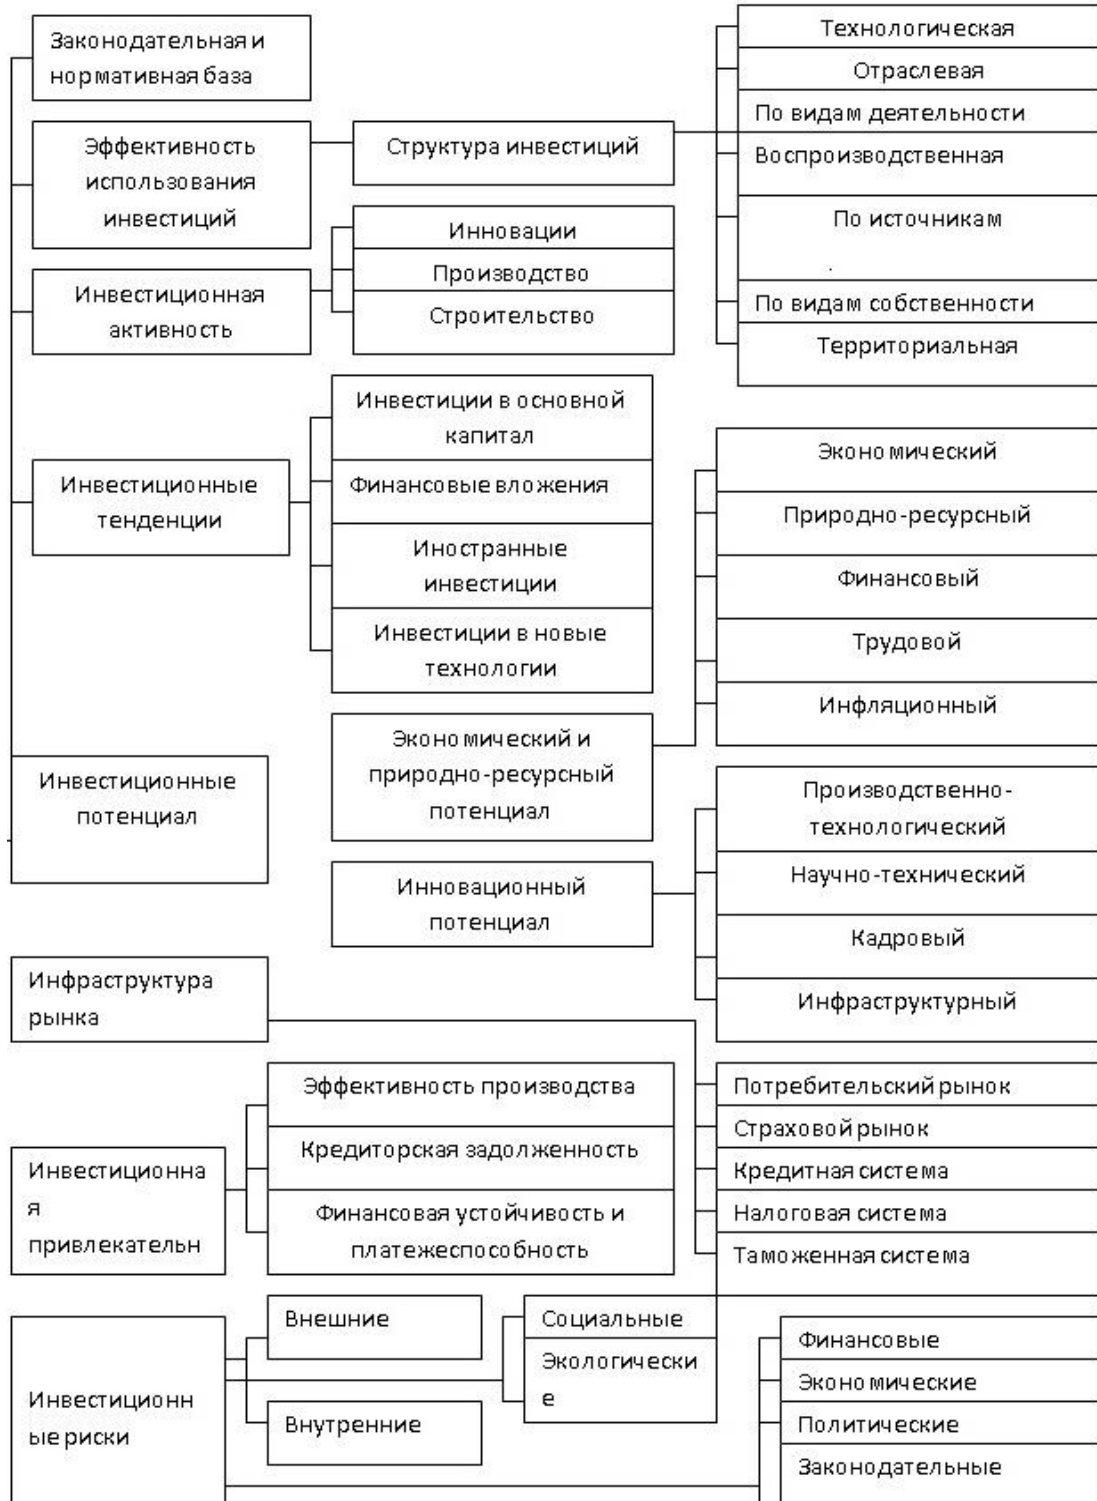 Законодательная и
нормативная база
Эффективность
использования
инвестиций
Структура инвестиций
Технологическая
Отраслевая
По видам деятельности
Воспроизводственная
По источникам
.
По видам собственности
Территориальная
Инвестиционная
активность
Инновации
Производство
Строительство
Инвестиционные
тенденции
Инвестиции в основной
капитал
Финансовые вложения
Иностранные
инвестиции
Инвестиции в новые
технологии
Инвестиционные
потенциал
Экономический и
природно-ресурсный
потенциал
Экономический
Природно-ресурсный
Финансовый
Трудовой
Инфляционный
Инновационный
потенциал
Производственно-
технологический
Научно-технический
Кадровый
Инфраструктурный
Инфраструктура
рынка
Потребительский рынок
Страховой рынок
Кредитная система
Налоговая система
Таможенная система
Инвестиционна
я
привлекательн
Эффективность производства
Кредиторская задолженность
Финансовая устойчивость и
платежеспособность
Инвестиционн
ые риски
Внешние
Внутренние
Социальные
Экологически
е
Финансовые
Экономические
Политические
Законодательные